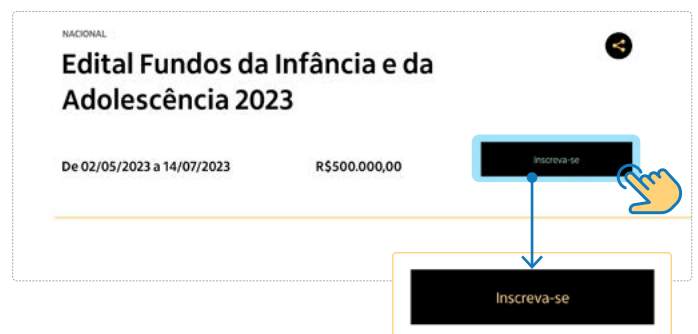 NACIONAL
Edital Fundos da Infância e da
Adolescência 2023
De 02/05/2023 a 14/07/2023 R$500.000,00 Inscreva-se
Inscreva-se